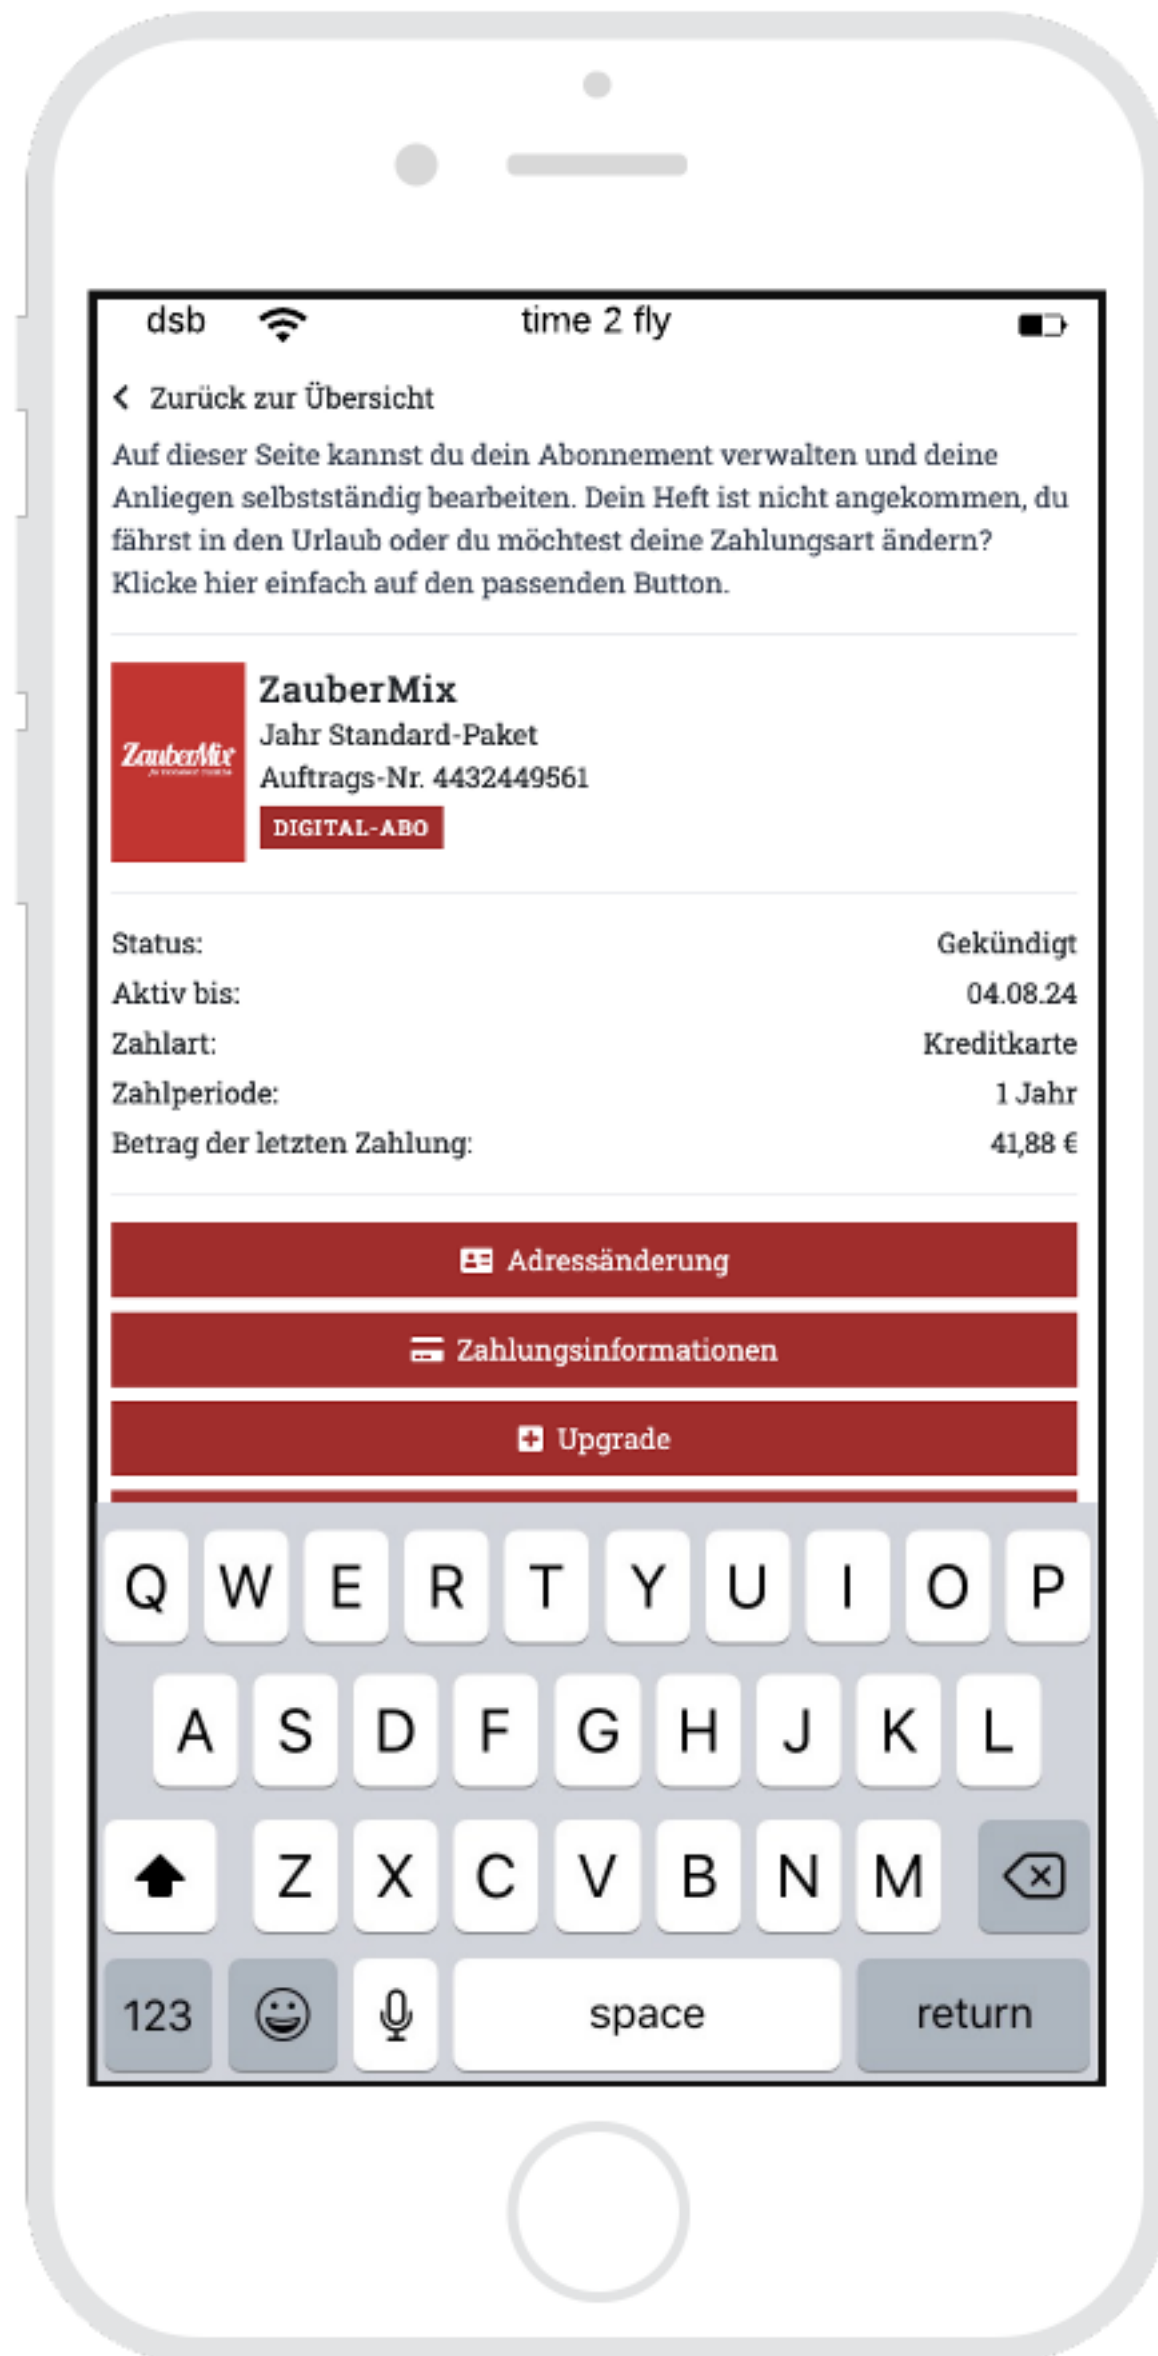 dsb time 2 fly
Zurück zur Übersicht
Auf dieser Seite kannst du dein Abonnement verwalten und deine
Anliegen selbstständig bearbeiten. Dein Heft ist nicht angekommen, du
fährst in den Urlaub oder du möchtest deine Zahlungsart ändern?
Klicke hier einfach auf den passenden Button.
ZauberMix
ZauberMix
Jahr Standard-Paket
Auftrags-Nr. 4432449561
DIGITAL-ABO
Status: Gekündigt
Aktiv bis: 04.08.24
Zahlart: Kreditkarte
Zahlperiode: 1 Jahr
Betrag der letzten Zahlung: 41,88 €
Adressänderung
Zahlungsinformationen
Upgrade
Q W E R T Y U I O P
A S D F G H J K L
Z X C V B N M
123 space return